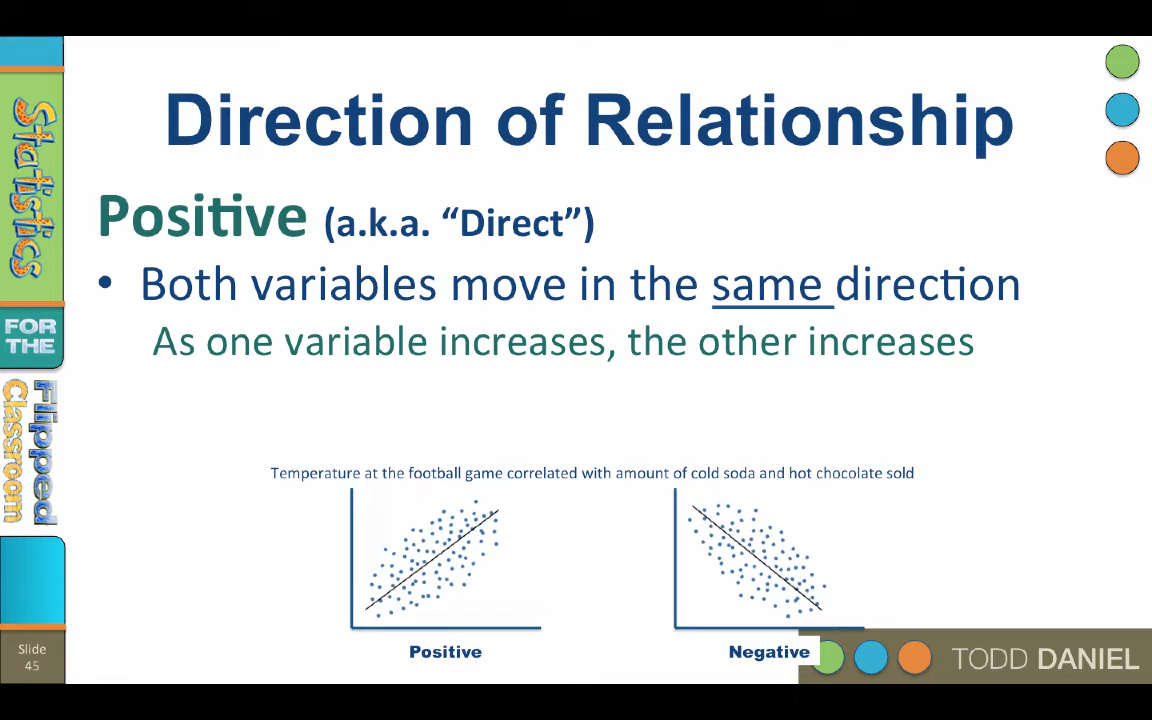 Direction of Relationship
Positive (a.k.a. “Direct”)
• Both variables move in the same direction
As one variable increases, the other increases
Temperature at the football game correlated with amount of cold soda and hot chocolate sold
Positive
Negative
Statistics
FOR
THE
Flipped
Classroom
Slide
45
TODD DANIEL